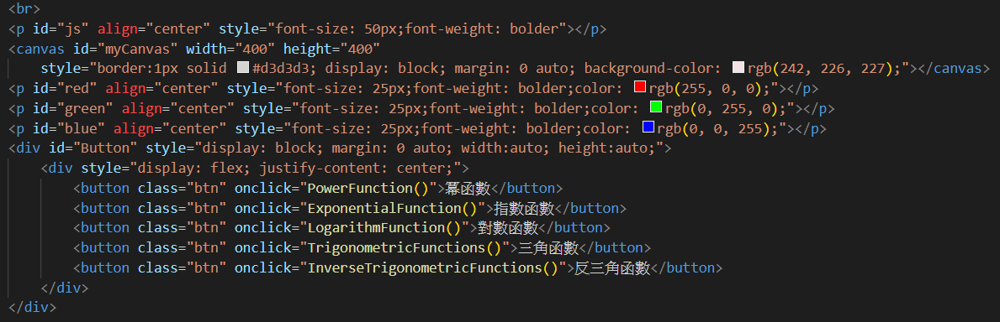 <br>
<p id="js" align="center" style="font-size: 50px;font-weight: bolder"></p>
<canvas id="myCanvas" width="400" height="400"
style="border:1px solid #d3d3d3; display: block; margin: 0 auto; background-color: rgb(242, 226, 227);"></canvas>
<p id="red" align="center" style="font-size: 25px;font-weight: bolder;color: rgb(255, 0, 0);"></p>
<p id="green" align="center" style="font-size: 25px;font-weight: bolder;color: rgb(0, 255, 0);"></p>
<p id="blue" align="center" style="font-size: 25px;font-weight: bolder;color: rgb(0, 0, 255);"></p>
<div id="Button" style="display: block; margin: 0 auto; width:auto; height:auto;">
<div style="display: flex; justify-content: center;">
<button class="btn" onclick="PowerFunction()">冪函數</button>
<button class="btn" onclick="ExponentialFunction()">指數函數</button>
<button class="btn" onclick="LogarithmFunction()">對數函數</button>
<button class="btn" onclick="TrigonometricFunctions()">三角函數</button>
<button class="btn" onclick="InverseTrigonometricFunctions()">反三角函數</button>
</div>
</div>